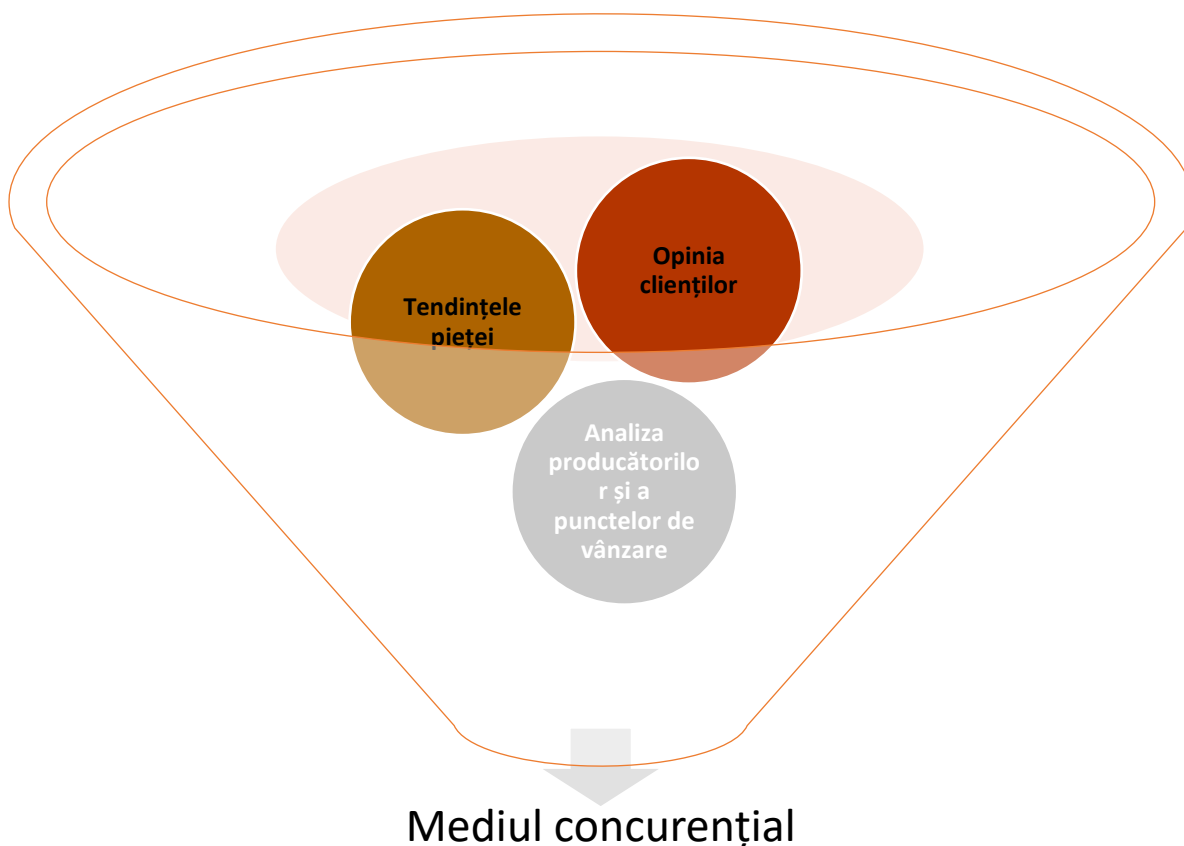 Opinia
clienților
Tendințele
pieței
Analiza
producătorilo
r și a
punctelor de
vânzare
Mediul concurențial